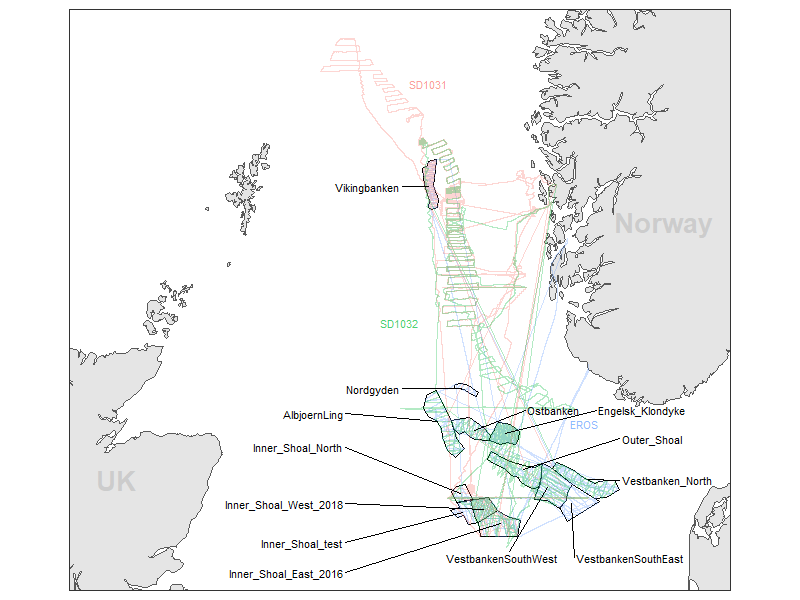 SD1031
Vikingbanken
Norway
SD1032
Nordgyden
AlbjoernLing
Ostbanken
Engelsk_Klondyke
EROS
Outer_Shoal
Inner_Shoal_North
UK
Vestbanken_North
Inner_Shoal_West_2018
Inner_Shoal_test
VestbankenSouthWest
VestbankenSouthEast
Inner_Shoal_East_2016